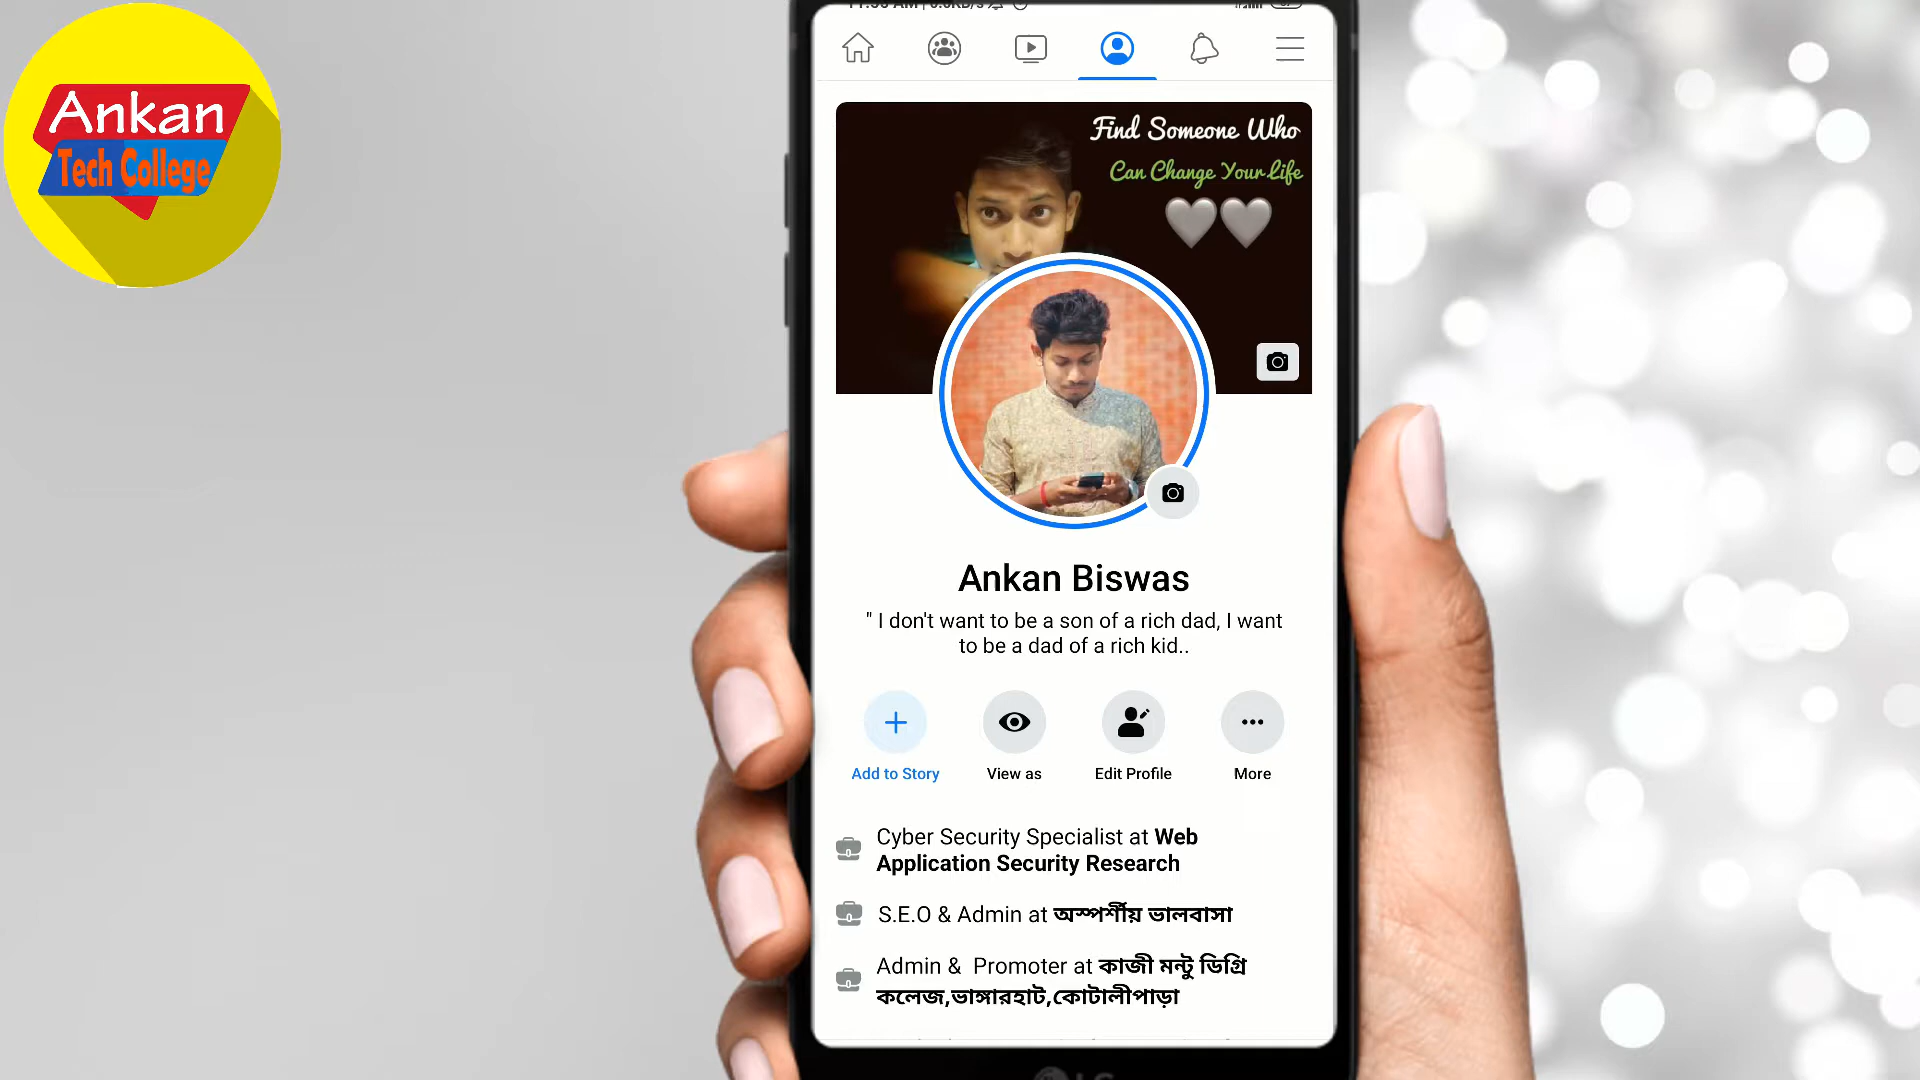 Ankan
Tech College
Find Someone Who
Can Change Your Life
Ankan Biswas
" I don't want to be a son of a rich dad, I want
to be a dad of a rich kid..
Add to Story
View as
Edit Profile
More
Cyber Security Specialist at Web
Application Security Research
S.E.O & Admin at অস্পর্শীয় ভালবাসা
Admin &  Promoter at কাজী মন্টু ডিগ্রি
কলেজ,ভাঙ্গারহাট,কোটালীপাড়া